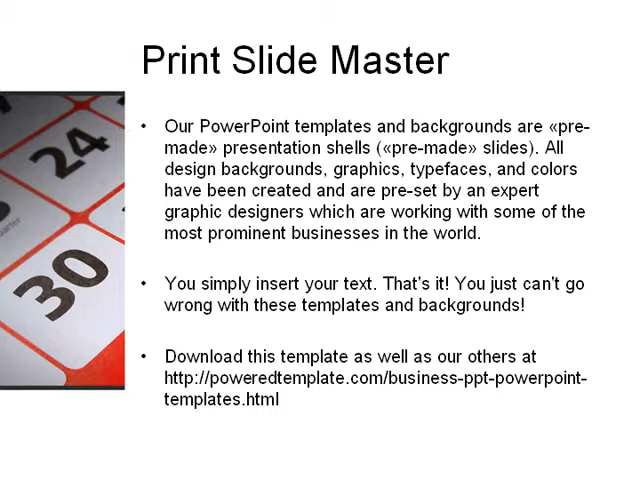 Print Slide Master
• Our PowerPoint templates and backgrounds are «pre-
made» presentation shells («pre-made» slides). All
design backgrounds, graphics, typefaces, and colors
have been created and are pre-set by an expert
graphic designers which are working with some of the
most prominent businesses in the world.
• You simply insert your text. That's it! You just can't go
wrong with these templates and backgrounds!
• Download this template as well as our others at
http://poweredtemplate.com/business-ppt-powerpoint-
templates.html
24
30